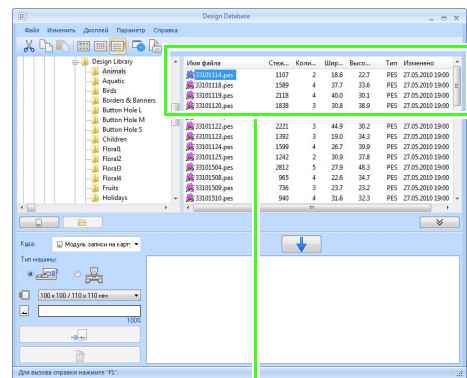 Design Database
Файл Изменить Дисплей Параметр Справка
Design Library
Animals
Aquatic
Birds
Borders & Banners
Button Hole L
Button Hole M
Button Hole S
Children
Floral1
Floral2
Floral3
Floral4
Fruits
Holidays
Имя файла Стеж... Коли... Шир... Высо... Тип Изменено
33101114.pes 1107 2 18.6 22.7 PES 27.05.2010 19:00
33101118.pes 1589 4 37.7 33.6 PES 27.05.2010 19:00
33101119.pes 2118 4 40.0 30.1 PES 27.05.2010 19:00
33101120.pes 1838 3 30.8 38.9 PES 27.05.2010 19:00
33101122.pes 2221 3 44.9 30.2 PES 27.05.2010 19:00
33101123.pes 1392 3 19.0 34.3 PES 27.05.2010 19:00
33101124.pes 1599 4 26.7 39.9 PES 27.05.2010 19:00
33101125.pes 1242 2 30.9 37.8 PES 27.05.2010 19:00
33101504.pes 2812 5 27.9 48.3 PES 27.05.2010 19:00
33101508.pes 965 4 22.6 34.7 PES 27.05.2010 19:00
33101509.pes 736 3 23.7 23.2 PES 27.05.2010 19:00
33101510.pes 940 4 31.6 32.3 PES 27.05.2010 19:00
Куда: Модуль записи на карту
Тип машины:
100 x 100 / 110 x 110 мм
100%
Для вызова справки нажмите "F1".